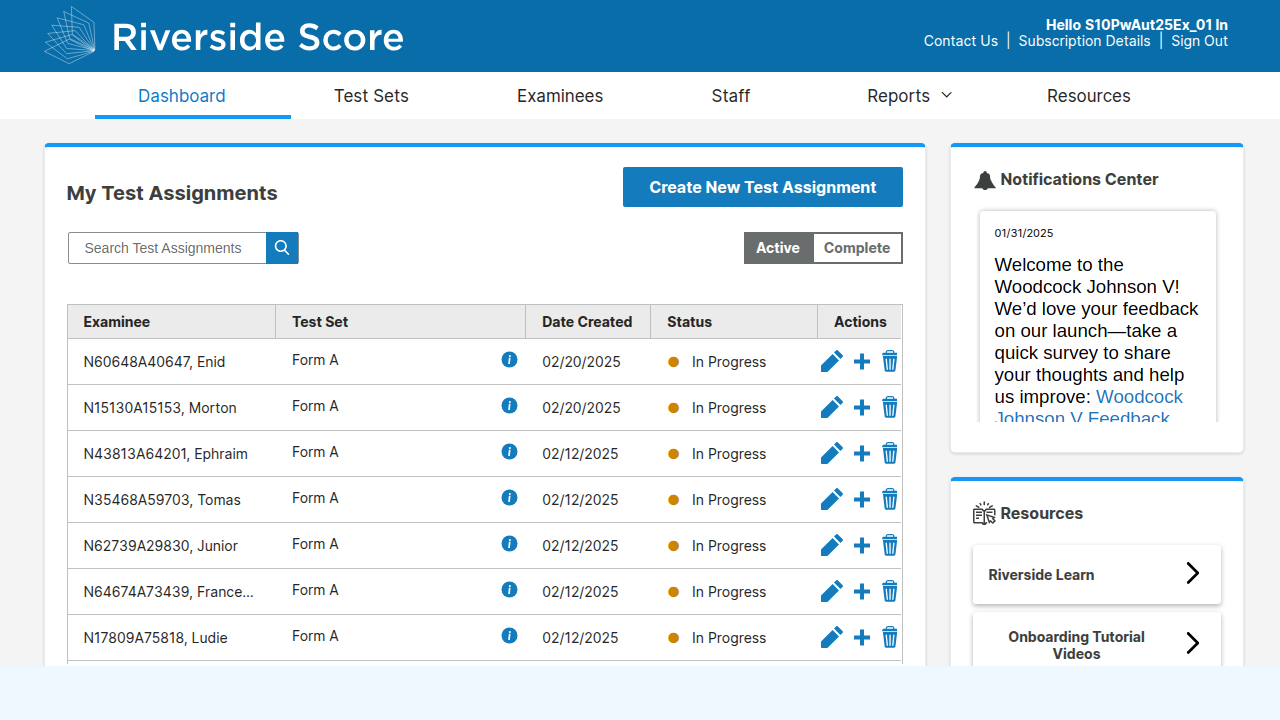 Riverside Score
Hello S10PwAut25Ex_01 In
Contact Us | Subscription Details | Sign Out
Dashboard Test Sets Examinees Staff Reports Resources
My Test Assignments
Create New Test Assignment
Search Test Assignments
Active Complete
Examinee Test Set Date Created Status Actions
N60648A40647, Enid Form A 02/20/2025 In Progress
N15130A15153, Morton Form A 02/20/2025 In Progress
N43813A64201, Ephraim Form A 02/12/2025 In Progress
N35468A59703, Tomas Form A 02/12/2025 In Progress
N62739A29830, Junior Form A 02/12/2025 In Progress
N64674A73439, France... Form A 02/12/2025 In Progress
N17809A75818, Ludie Form A 02/12/2025 In Progress
Notifications Center
01/31/2025
Welcome to the
Woodcock Johnson V!
We’d love your feedback
on our launch—take a
quick survey to share
your thoughts and help
us improve: Woodcock
Johnson V Feedback
Resources
Riverside Learn
Onboarding Tutorial
Videos